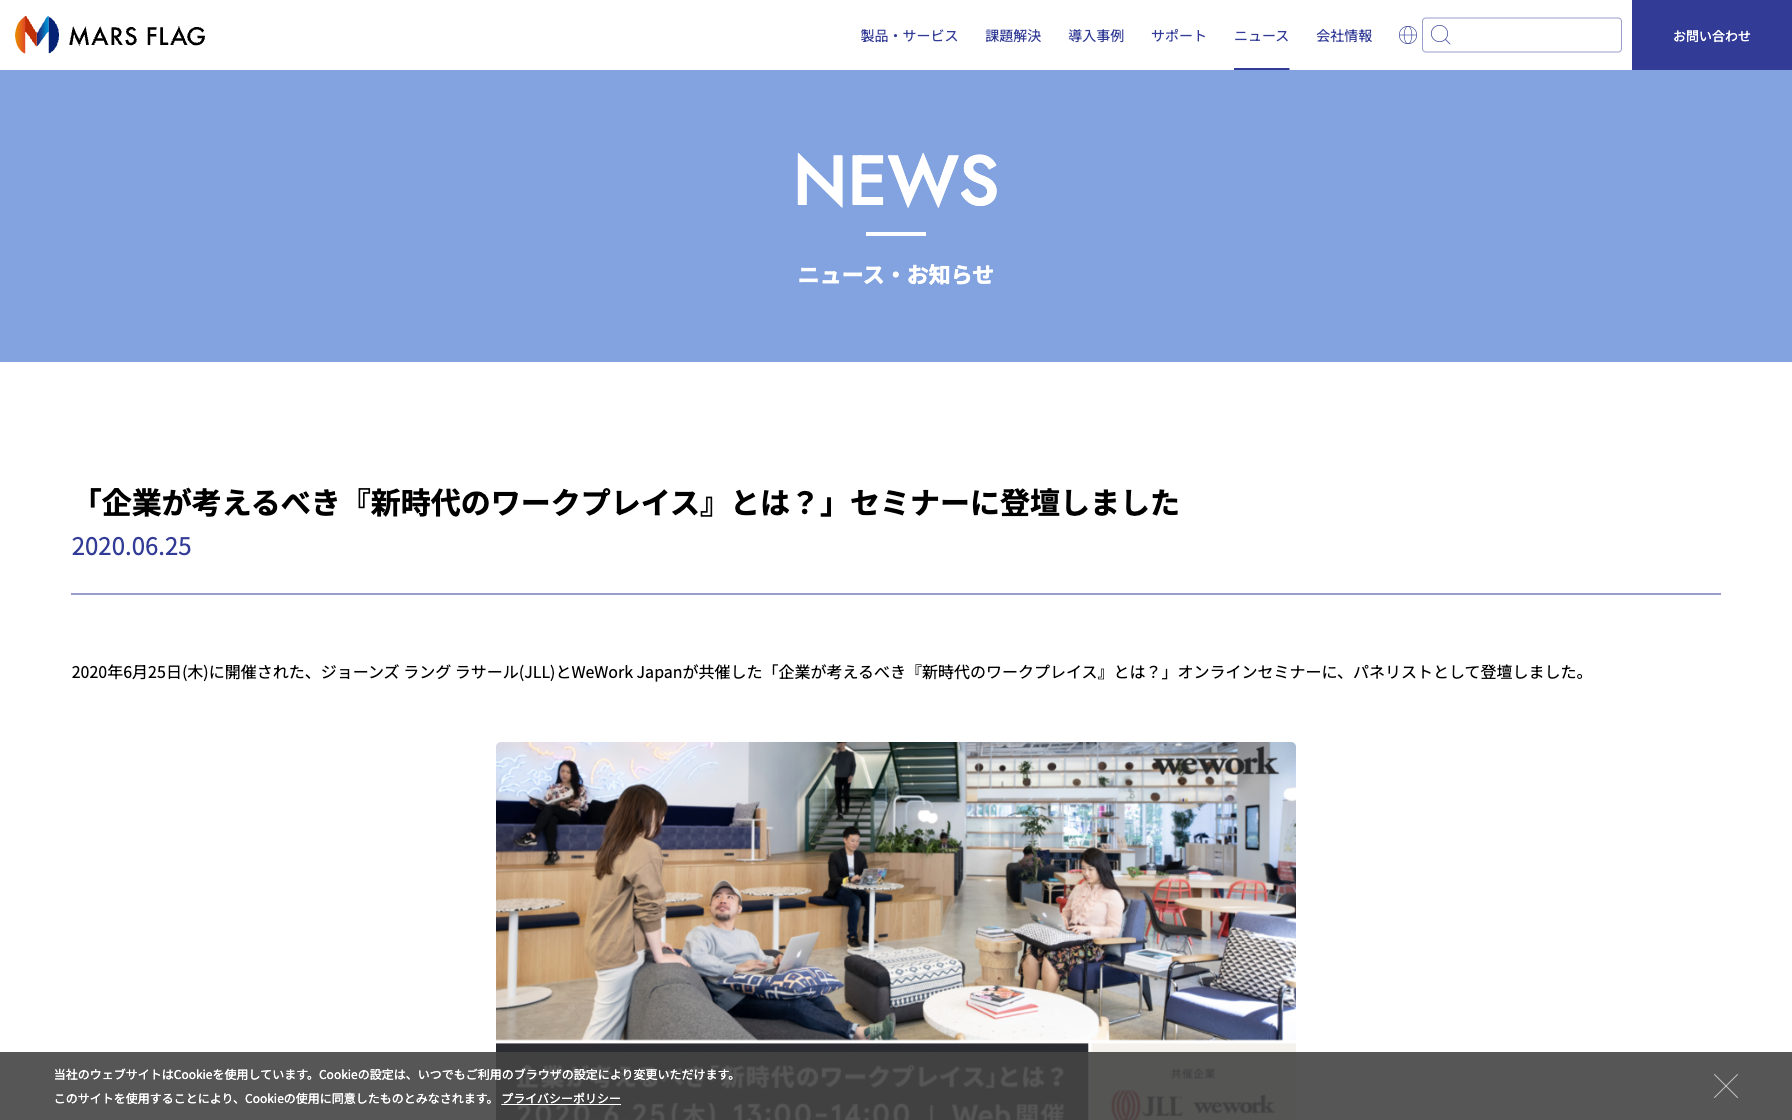 MARS FLAG
製品・サービス 課題解決 導入事例 サポート ニュース 会社情報 お問い合わせ
NEWS
ニュース・お知らせ
「企業が考えるべき『新時代のワークプレイス』とは？」セミナーに登壇しました
2020.06.25
2020年6月25日(木)に開催された、ジョーンズ ラング ラサール(JLL)とWeWork Japanが共催した「企業が考えるべき『新時代のワークプレイス』とは？」オンラインセミナーに、パネリストとして登壇しました。
wework
企業が考えるべき「新時代のワークプレイス」とは？
共催企業
2020.6.25(木) 13:00-14:00 | Web開催
JLL wework
当社のウェブサイトはCookieを使用しています。Cookieの設定は、いつでもご利用のブラウザの設定により変更いただけます。
このサイトを使用することにより、Cookieの使用に同意したものとみなされます。 プライバシーポリシー